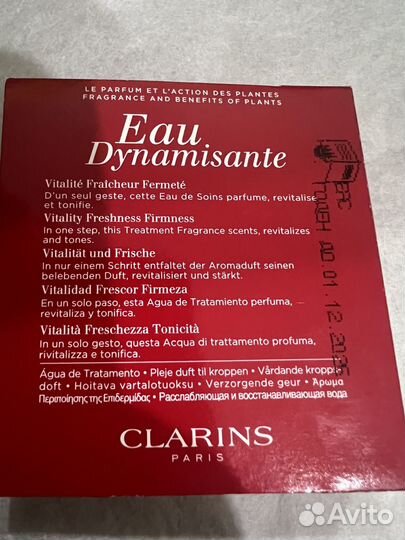 LE PARFUM ET L'ACTION DES PLANTES
FRAGRANCE AND BENEFITS OF PLANTS
Eau
Dynamisante
Vitalité Fraîcheur Fermeté
D'un seul geste, cette Eau de Soins parfume, revitalise
et tonifie.
Vitality Freshness Firmness
In one step, this Treatment Fragrance scents, revitalizes
and tones.
Vitalität und Frische
In nur einem Schritt entfaltet der Aromaduft seinen
belebenden Duft, revitalisiert und stärkt.
Vitalidad Frescor Firmeza
En un solo paso, esta Agua de Tratamiento perfuma,
revitaliza y tonifica.
Vitalità Freschezza Tonicità
In un solo gesto, questa Acqua di trattamento profuma,
rivitalizza e tonifica.
Água de Tratamento • Pleje duft til kroppen • Vårdande kropps
doft • Hoitava vartalotuoksu • Verzorgende geur • Άρωμα
Περιποίησης της Επιδερμίδας • Расслабляющая и восстанавливающая вода
CLARINS
PARIS
ЕАС
ГОДЕН ДО 01.12.2025
Avito